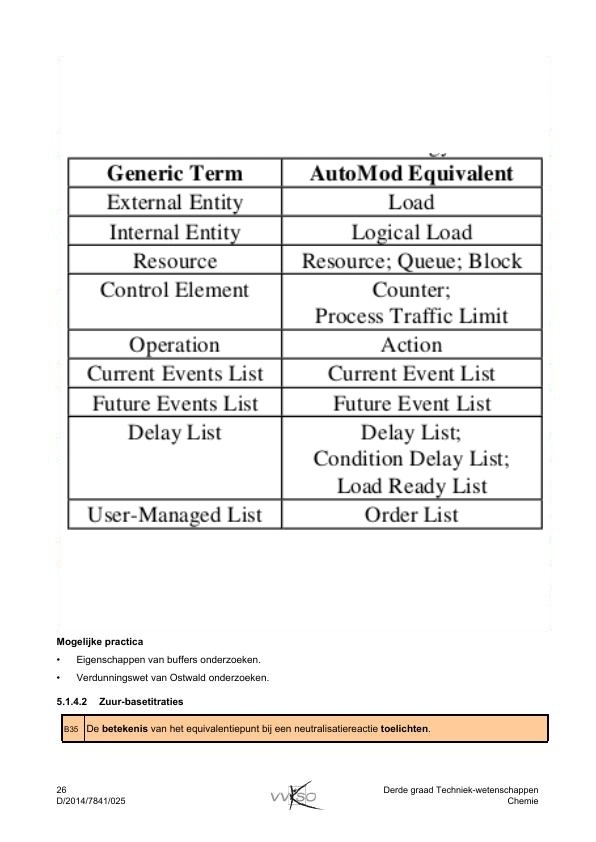 Generic Term AutoMod Equivalent
External Entity Load
Internal Entity Logical Load
Resource Resource; Queue; Block
Control Element Counter;
Process Traffic Limit
Operation Action
Current Events List Current Event List
Future Events List Future Event List
Delay List Delay List;
Condition Delay List;
Load Ready List
User-Managed List Order List
Mogelijke practica
• Eigenschappen van buffers onderzoeken.
• Verdunningswet van Ostwald onderzoeken.
5.1.4.2 Zuur-basetitraties
B35 De betekenis van het equivalentiepunt bij een neutralisatiereactie toelichten.
26 Derde graad Techniek-wetenschappen
D/2014/7841/025 Chemie